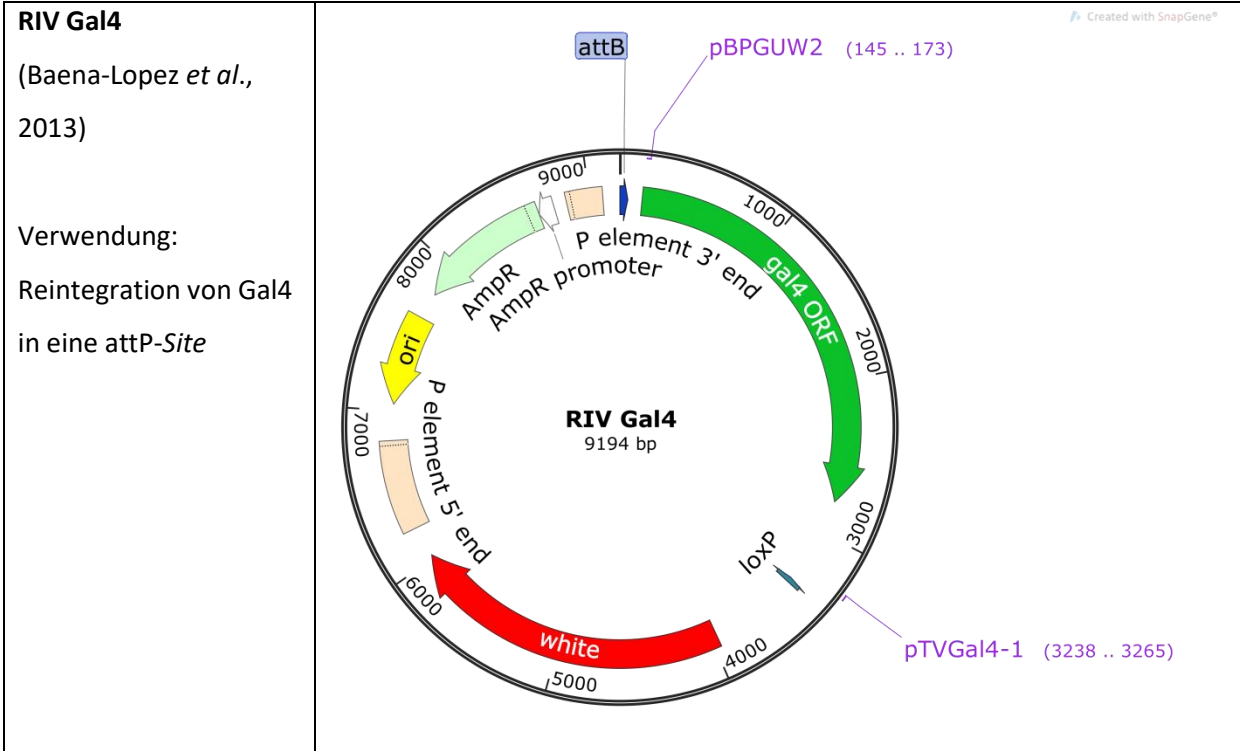 RIV Gal4
(Baena-Lopez et al.,
2013)
Verwendung:
Reintegration von Gal4
in eine attP-Site
Created with SnapGene®
attB
pBPGUW2 (145 .. 173)
9000
1000
P element 3' end
gal4 ORF
AmpR promoter
AmpR
8000
2000
ori
7000
P element 5' end
RIV Gal4
9194 bp
3000
loxP
pTVGal4-1 (3238 .. 3265)
6000
white
4000
5000